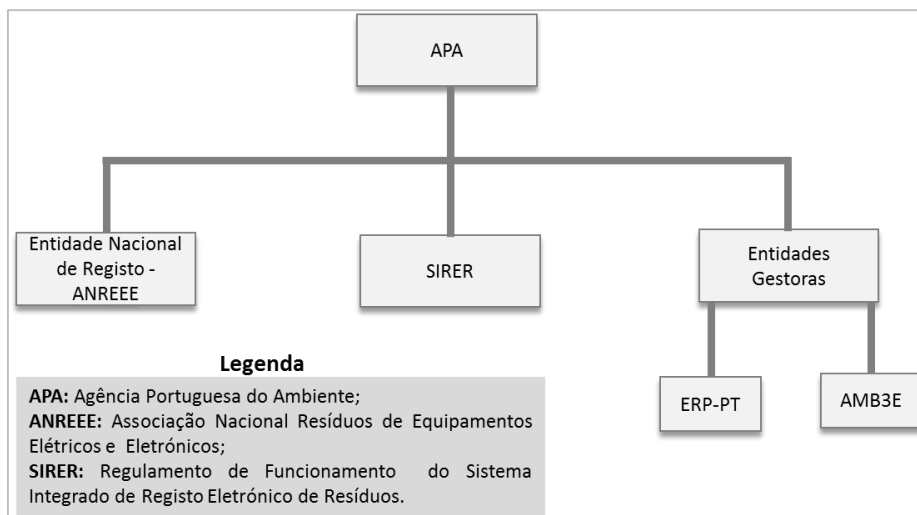 APA
Entidade Nacional
de Registo -
ANREEE
SIRER
Entidades
Gestoras
ERP-PT
AMB3E
Legenda
APA: Agência Portuguesa do Ambiente;
ANREEE: Associação Nacional Resíduos de Equipamentos
Elétricos e Eletrónicos;
SIRER: Regulamento de Funcionamento do Sistema
Integrado de Registo Eletrónico de Resíduos.